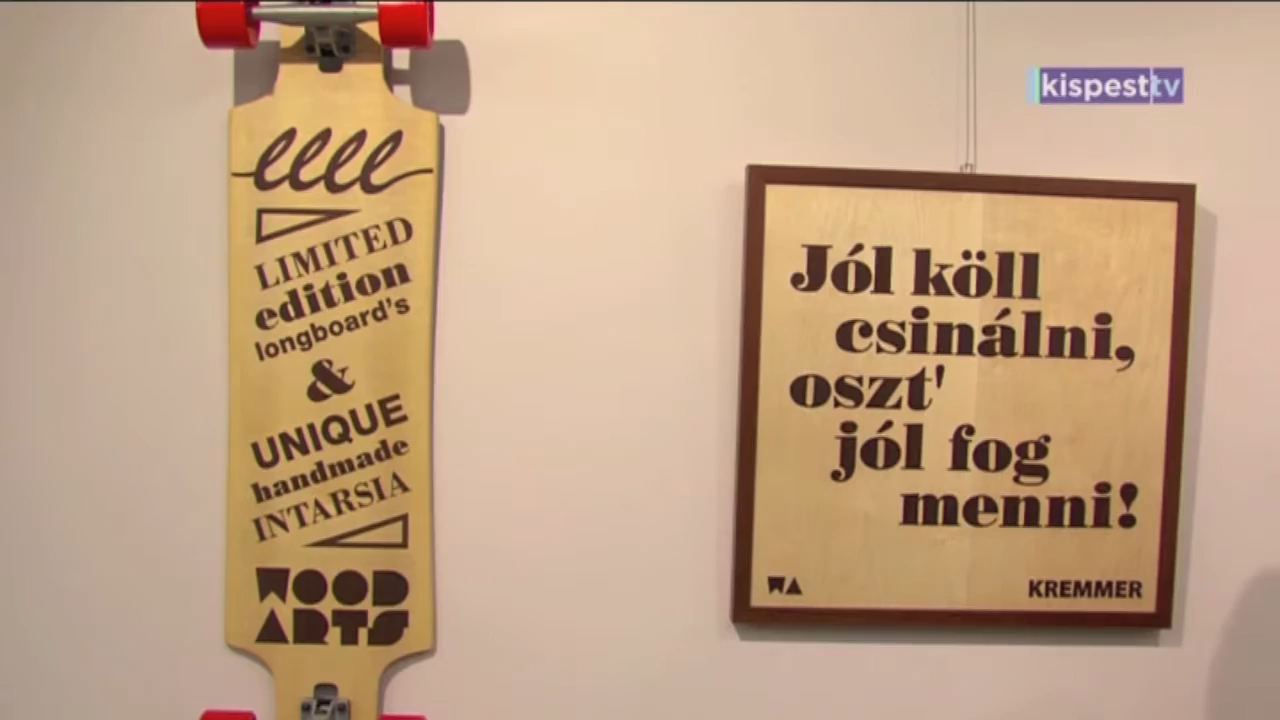 kispesttv
LIMITED
edition
longboard's
&
UNIQUE
handmade
INTARSIA
WOOD
ARTS
Jól köll
csinálni,
oszt'
jól fog
menni!
WA
KREMMER